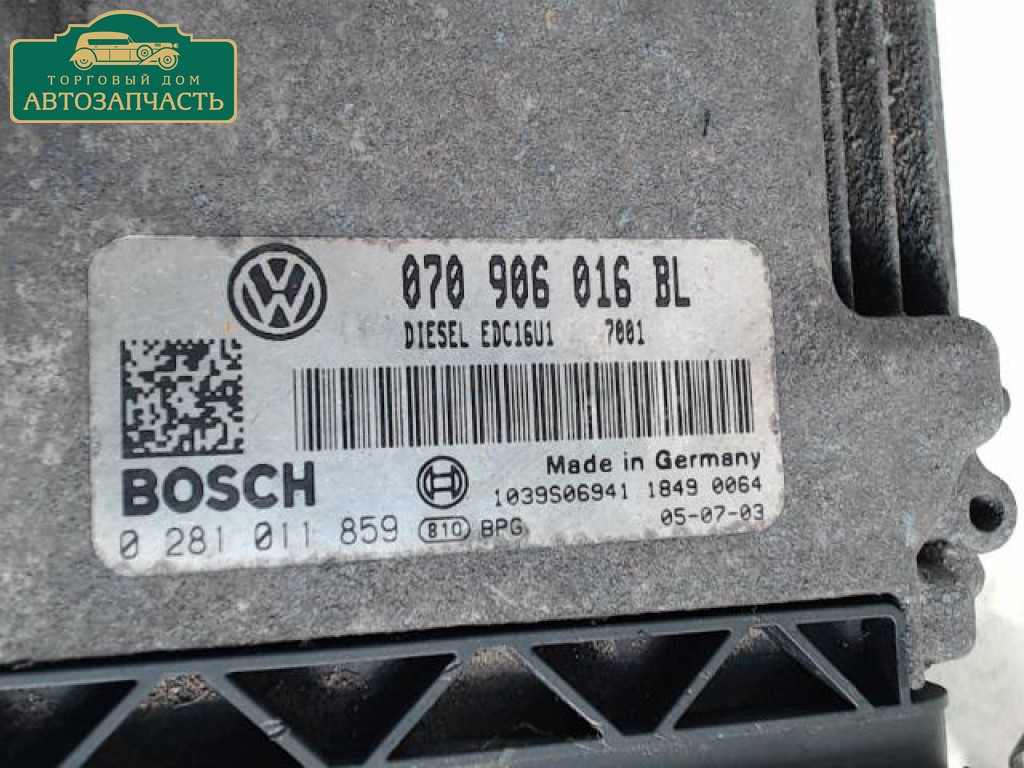 ТОРГОВЫЙ ДОМ
АВТОЗАПЧАСТЬ
070 906 016 BL
DIESEL EDC16U1 7001
BOSCH
Made in Germany
1039S06941 1849 0064
0 281 011 859 810 BPG 05-07-03